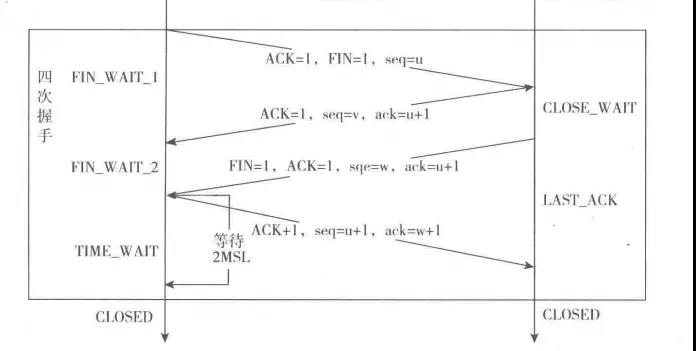 四次握手
ACK=1, FIN=1, seq=u
FIN_WAIT_1
ACK=1, seq=v, ack=u+1
CLOSE_WAIT
FIN_WAIT_2
FIN=1, ACK=1, sqe=w, ack=u+1
LAST_ACK
ACK+1, seq=u+1, ack=w+1
等待
2MSL
TIME_WAIT
CLOSED
CLOSED